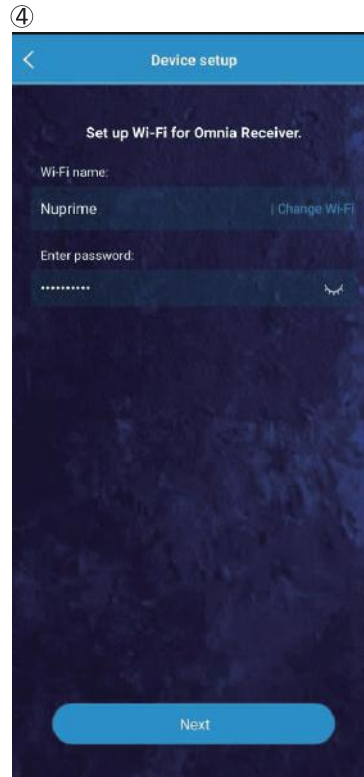 ④
Device setup
Set up Wi-Fi for Omnia Receiver.
Wi-Fi name:
Nuprime | Change Wi-Fi
Enter password:
••••••••••
Next